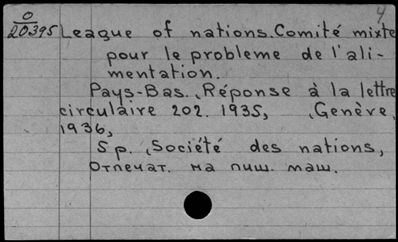 O
20395
4
League of nations. Comité mixte
pour le probleme de l'ali-
mentation.
Pays-Bas. Réponse à la lettre
circulaire 202. 1935, Genève,
1936,
5 p. Société des nations,
Отпечат. на пиш. маш.